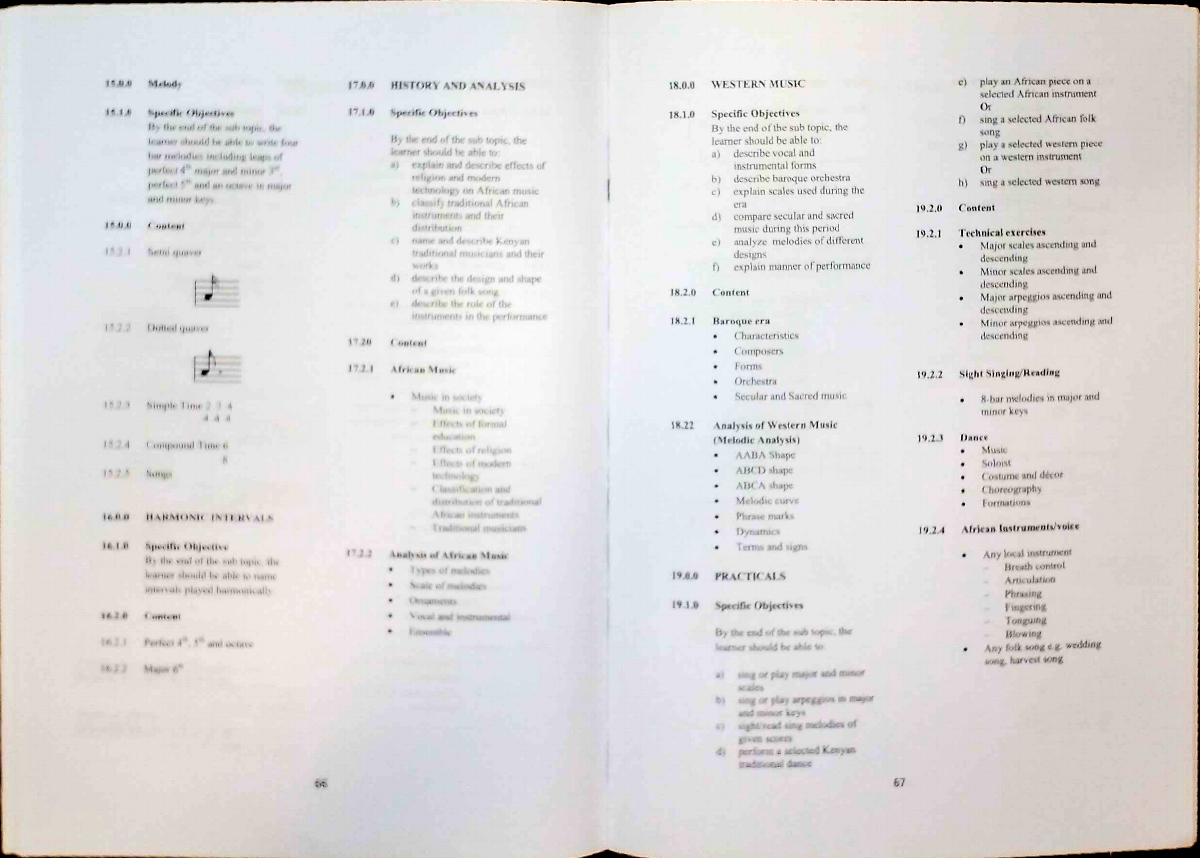 15.0.0 Melody
15.1.0 Specific Objectives
By the end of the sub topic, the
learner should be able to write four
bar melodies including leaps of
perfect 4th major and minor 3rd,
perfect 5th and an octave in major
and minor keys.
15.0.0 Content
15.2.1 Semi quaver
15.2.2 Dotted quaver
15.2.3 Simple Time 2 3 4
4 4 4
15.2.4 Compound Time 6
8
15.2.5 Songs
16.0.0 HARMONIC INTERVALS
16.1.0 Specific Objective
By the end of the sub topic, the
learner should be able to name
intervals played harmonically
16.2.0 Content
16.2.1 Perfect 4th, 5th and octave
16.2.2 Major 6th
17.0.0 HISTORY AND ANALYSIS
17.1.0 Specific Objectives
By the end of the sub topic, the
learner should be able to:
a) explain and describe effects of
religion and modern
technology on African music
b) classify traditional African
instruments and their
distribution
c) name and describe Kenyan
traditional musicians and their
works
d) describe the design and shape
of a given folk song
e) describe the role of the
instruments in the performance
17.20 Content
17.2.1 African Music
• Music in society
- Music in society
- Effects of formal
education
- Effects of religion
- Effects of modern
technology
- Classification and
distribution of traditional
African instruments
- Traditional musicians
17.2.2 Analysis of African Music
• Types of melodies
• Scale of melodies
• Ornaments
• Vocal and instrumental
• Ensemble
66
18.0.0 WESTERN MUSIC
18.1.0 Specific Objectives
By the end of the sub topic, the
learner should be able to:
a) describe vocal and
instrumental forms
b) describe baroque orchestra
c) explain scales used during the
era
d) compare secular and sacred
music during this period
e) analyze melodies of different
designs
f) explain manner of performance
18.2.0 Content
18.2.1 Baroque era
• Characteristics
• Composers
• Forms
• Orchestra
• Secular and Sacred music
18.22 Analysis of Western Music
(Melodic Analysis)
• AABA Shape
• ABCD shape
• ABCA shape
• Melodic curve
• Phrase marks
• Dynamics
• Terms and signs
19.0.0 PRACTICALS
19.1.0 Specific Objectives
By the end of the sub topic, the
learner should be able to
a) sing or play major and minor
scales
b) sing or play arpeggios in major
and minor keys
c) sight/read sing melodies of
given scores
d) perform a selected Kenyan
traditional dance
e) play an African piece on a
selected African instrument
Or
f) sing a selected African folk
song
g) play a selected western piece
on a western instrument
Or
h) sing a selected western song
19.2.0 Content
19.2.1 Technical exercises
• Major scales ascending and
descending
• Minor scales ascending and
descending
• Major arpeggios ascending and
descending
• Minor arpeggios ascending and
descending
19.2.2 Sight Singing/Reading
• 8-bar melodies in major and
minor keys
19.2.3 Dance
• Music
• Soloist
• Costume and décor
• Choreography
• Formations
19.2.4 African Instruments/voice
• Any local instrument
- Breath control
- Articulation
- Phrasing
- Fingering
- Tonguing
- Blowing
• Any folk song e.g. wedding
song, harvest song
67